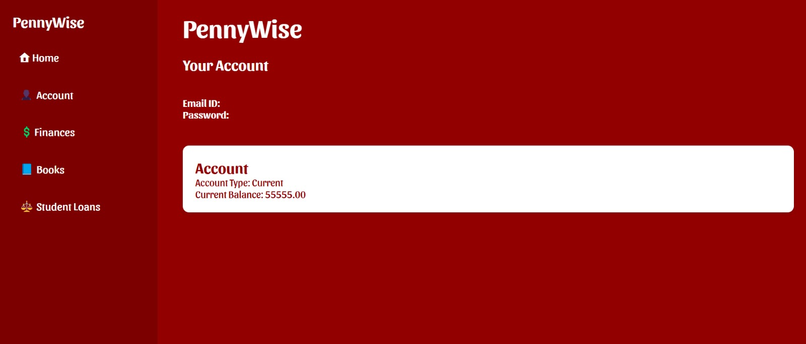 PennyWise
Home
Account
Finances
Books
Student Loans
PennyWise
Your Account
Email ID:
Password:
Account
Account Type: Current
Current Balance: 55555.00